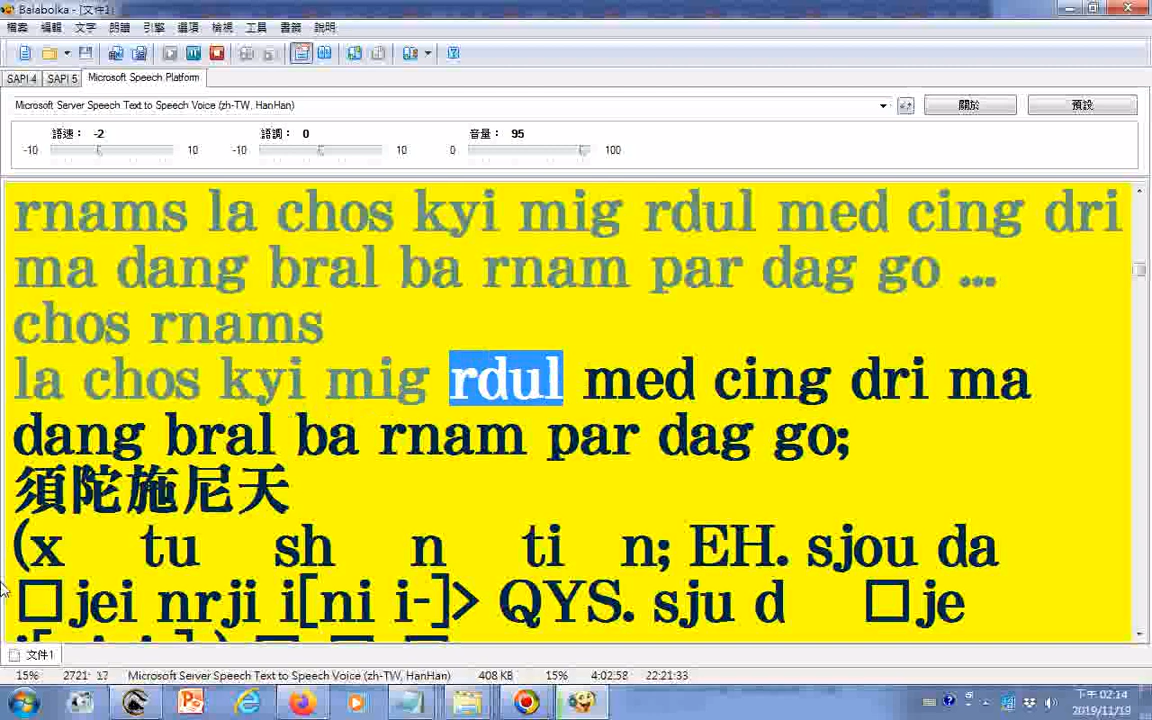 Balabolka - [文件1]
檔案 編輯 文字 朗讀 引擎 選項 檢視 工具 書籤 說明
SAPI 4 SAPI 5 Microsoft Speech Platform
Microsoft Server Speech Text to Speech Voice (zh-TW, HanHan) 關於 預設
語速： -2 語調： 0 音量： 95
-10 10 -10 10 0 100
rnams la chos kyi mig rdul med cing dri
ma dang bral ba rnam par dag go ...
chos rnams
la chos kyi mig rdul med cing dri ma
dang bral ba rnam par dag go;
須陀施尼天
(x tu sh n ti n; EH. sjou da
□jei nrji i[ni i-]> QYS. sju d □je
文件1
15% 2721: 17 Microsoft Server Speech Text to Speech Voice (zh-TW, HanHan) 408 KB 15% 4:02:58 22:21:33
下午 02:14
2019/11/19